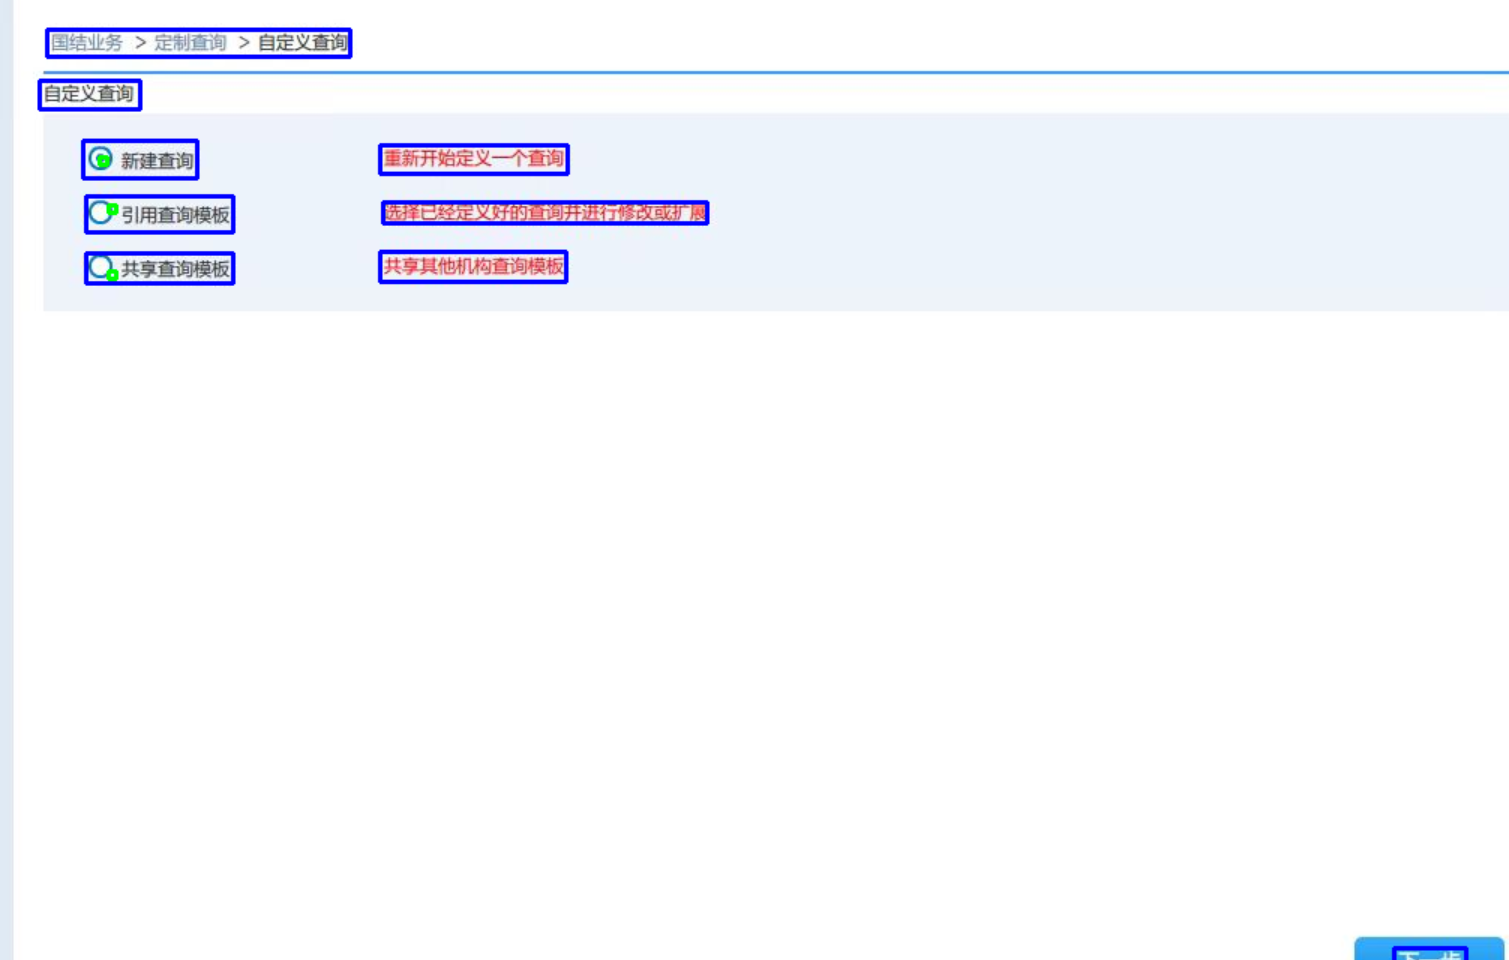 国结业务 > 定制查询 > 自定义查询
自定义查询
新建查询 重新开始定义一个查询
引用查询模板 选择已经定义好的查询并进行修改或扩展
共享查询模板 共享其他机构查询模板
下一步